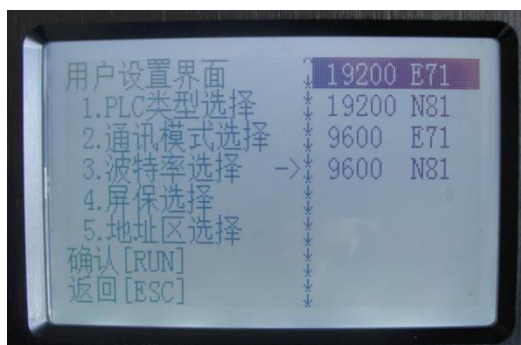 用户设置界面
1.PLC类型选择
2.通讯模式选择
3.波特率选择 ->
4.屏保选择
5.地址区选择
确认[RUN]
返回[ESC]
19200 E71
19200 N81
9600 E71
9600 N81